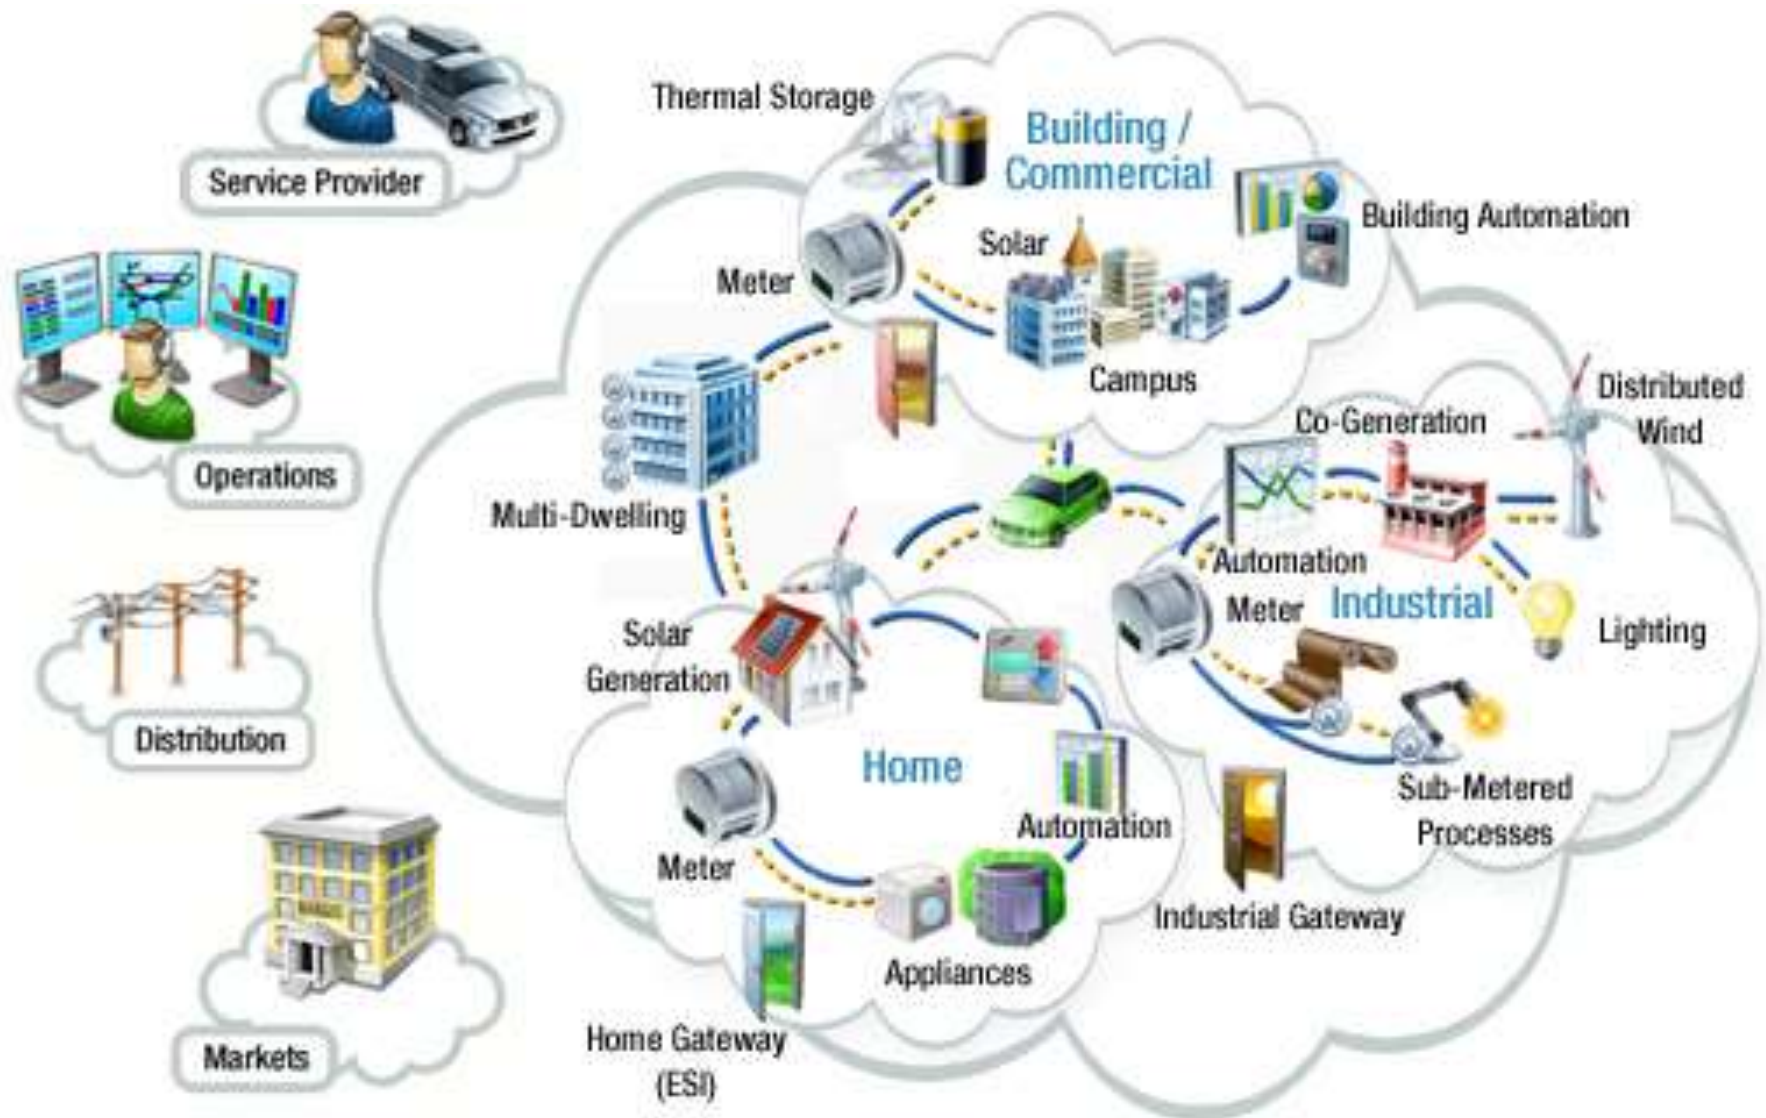 Service Provider
Operations
Distribution
Markets
Thermal Storage
Building /
Commercial
Building Automation
Solar
Meter
Campus
Multi-Dwelling
Distributed
Wind
Co-Generation
Automation
Meter
Industrial
Lighting
Sub-Metered
Processes
Industrial Gateway
Solar
Generation
Home
Automation
Meter
Appliances
Home Gateway
(ESI)